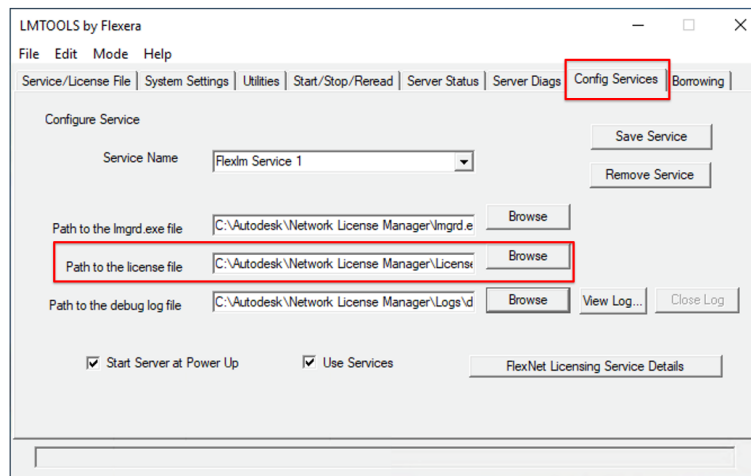 LMTOOLS by Flexera
File Edit Mode Help
Service/License File System Settings Utilities Start/Stop/Reread Server Status Server Diags Config Services Borrowing
Configure Service
Save Service
Service Name Flexlm Service 1
Remove Service
Path to the lmgrd.exe file C:\Autodesk\Network License Manager\lmgrd.e Browse
Path to the license file C:\Autodesk\Network License Manager\License Browse
Path to the debug log file C:\Autodesk\Network License Manager\Logs\d Browse View Log... Close Log
Start Server at Power Up Use Services FlexNet Licensing Service Details